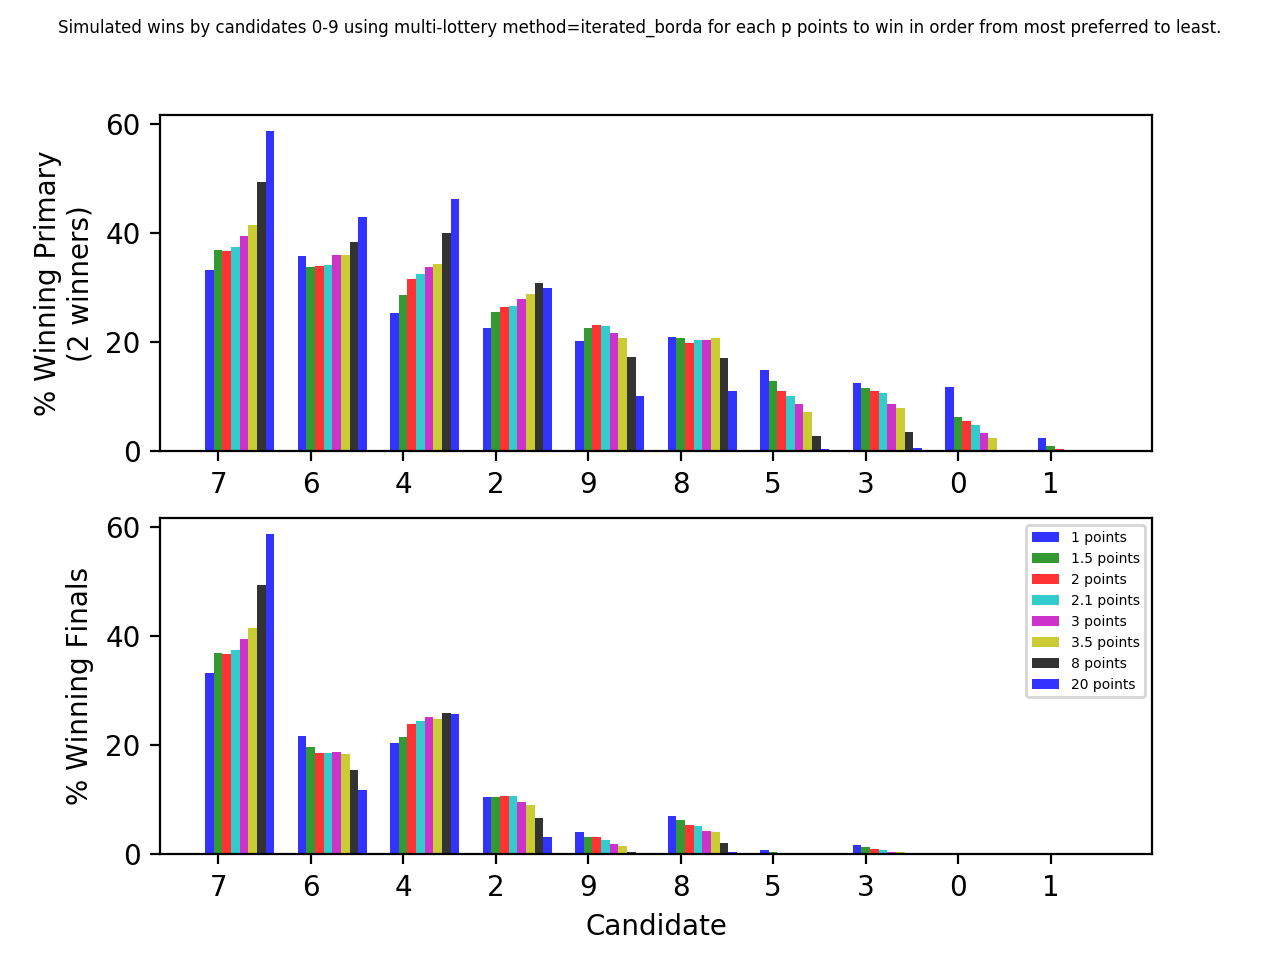 Simulated wins by candidates 0-9 using multi-lottery method=iterated_borda for each p points to win in order from most preferred to least.
% Winning Primary
(2 winners)
60
40
20
0
7 6 4 2 9 8 5 3 0 1
% Winning Finals
60
40
20
0
1 points
1.5 points
2 points
2.1 points
3 points
3.5 points
8 points
20 points
7 6 4 2 9 8 5 3 0 1
Candidate